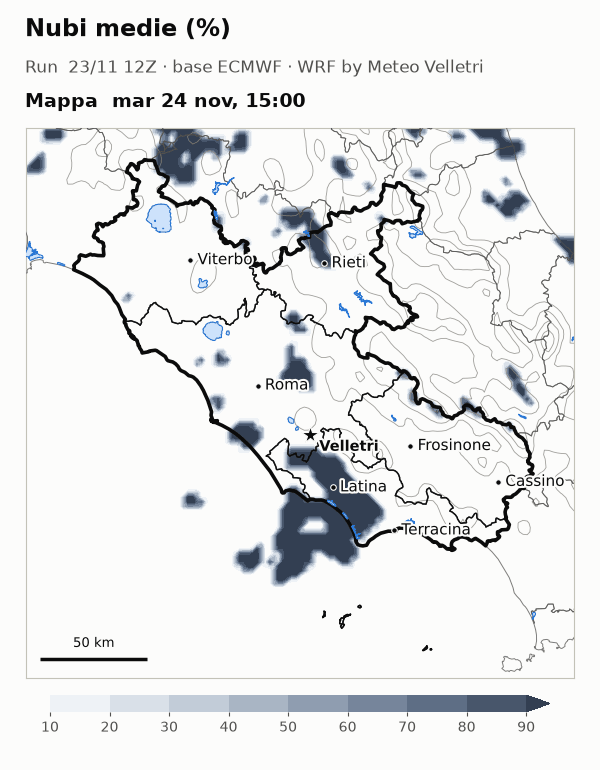 Nubi medie (%)
Run  23/11 12Z · base ECMWF · WRF by Meteo Velletri
Mappa  mar 24 nov, 15:00
Viterbo
Rieti
Roma
Velletri
Frosinone
Latina
Cassino
Terracina
50 km
10 20 30 40 50 60 70 80 90